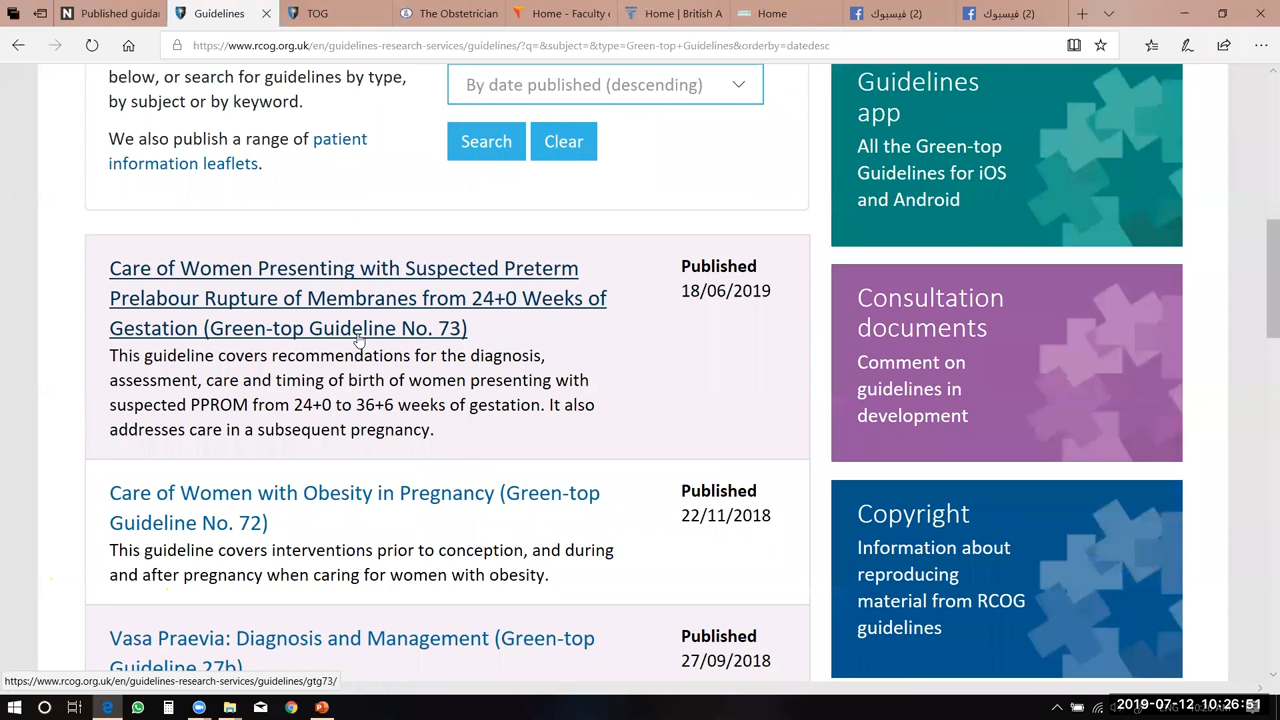 Published guida
Guidelines
TOG
The Obstetrician
Home - Faculty
Home | British A
Home
(2) فيسبوك
(2) فيسبوك
https://www.rcog.org.uk/en/guidelines-research-services/guidelines/?q=&subject=&type=Green-top+Guidelines&orderby=datedesc
below, or search for guidelines by type,
by subject or by keyword.
We also publish a range of patient
information leaflets.
By date published (descending)
Search
Clear
Care of Women Presenting with Suspected Preterm
Prelabour Rupture of Membranes from 24+0 Weeks of
Gestation (Green-top Guideline No. 73)
This guideline covers recommendations for the diagnosis,
assessment, care and timing of birth of women presenting with
suspected PPROM from 24+0 to 36+6 weeks of gestation. It also
addresses care in a subsequent pregnancy.
Published
18/06/2019
Care of Women with Obesity in Pregnancy (Green-top
Guideline No. 72)
This guideline covers interventions prior to conception, and during
and after pregnancy when caring for women with obesity.
Published
22/11/2018
Vasa Praevia: Diagnosis and Management (Green-top
Guideline 27b)
Published
27/09/2018
Guidelines
app
All the Green-top
Guidelines for iOS
and Android
Consultation
documents
Comment on
guidelines in
development
Copyright
Information about
reproducing
material from RCOG
guidelines
https://www.rcog.org.uk/en/guidelines-research-services/guidelines/gtg73/
2019-07-12 10:26:51